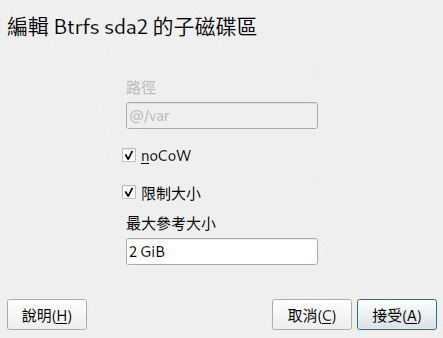 編輯 Btrfs sda2 的子磁碟區
路徑
@/var
noCoW
限制大小
最大參考大小
2 GiB
說明(H) 取消(C) 接受(A)